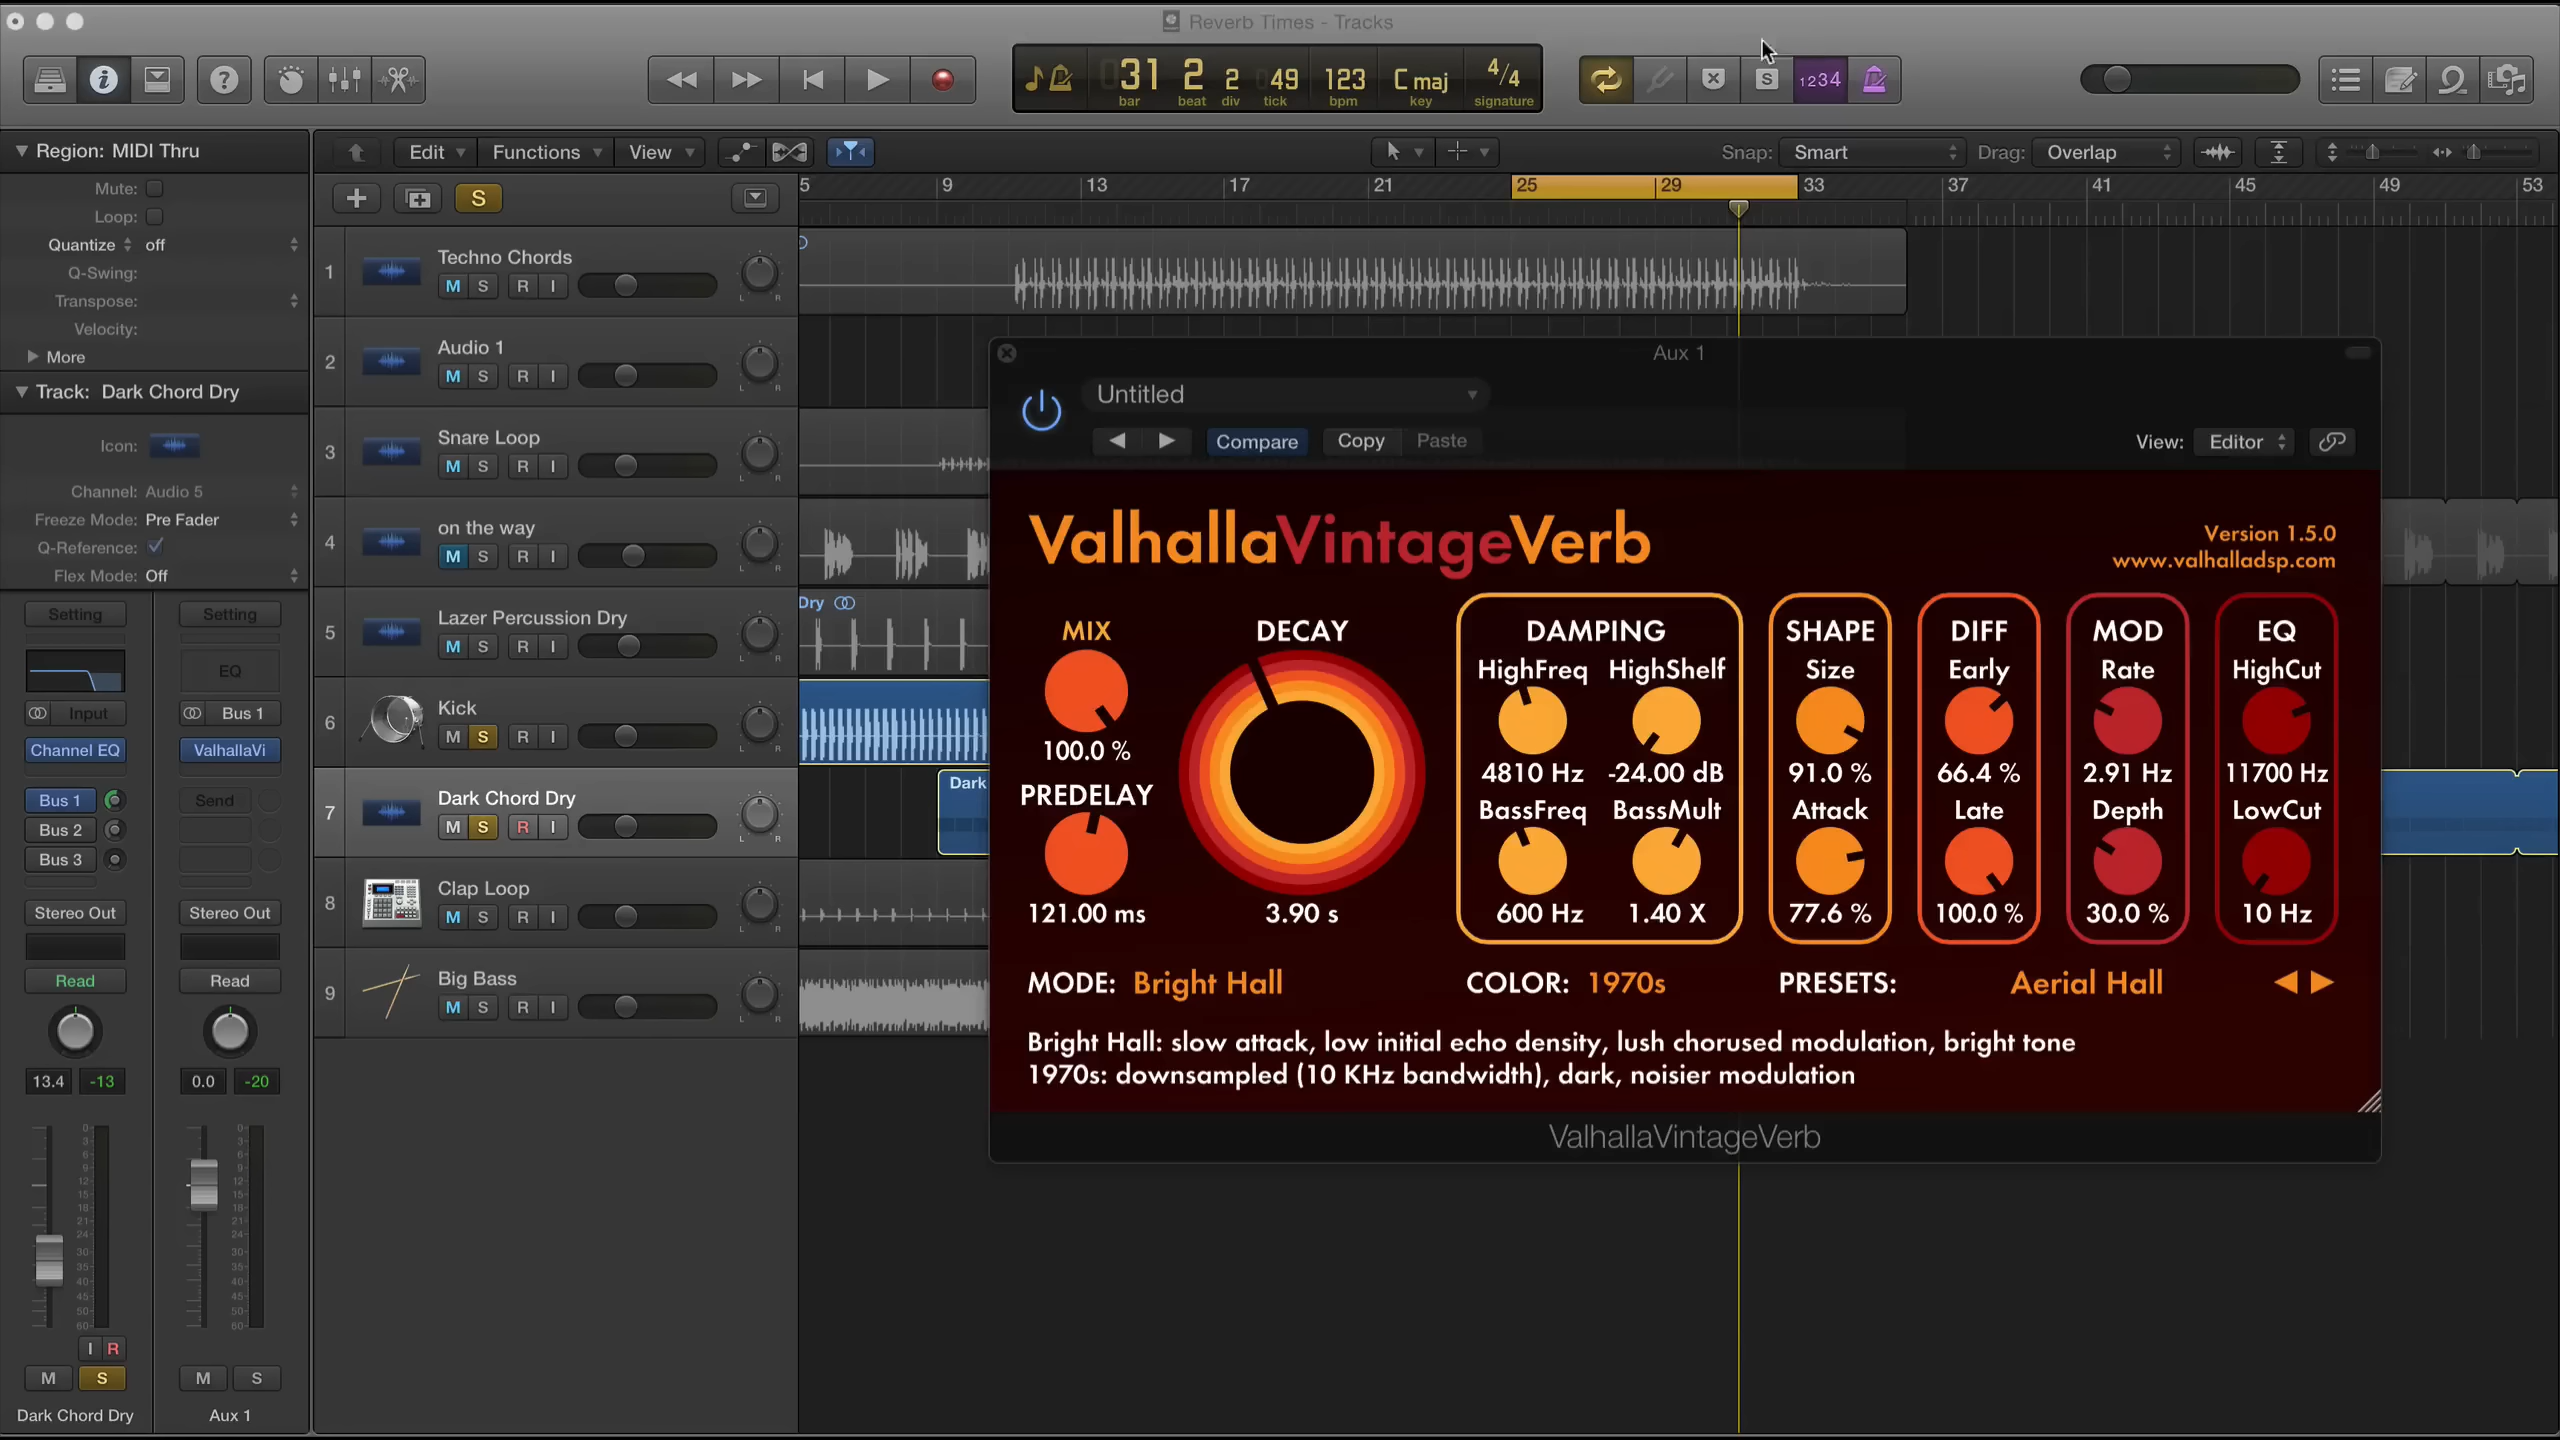 Reverb Times - Tracks
31 2 2 49 123 C maj 4/4
bar beat div tick bpm key signature
S 1234
Region: MIDI Thru
Mute:
Loop:
Quantize off
Q-Swing:
Transpose:
Velocity:
More
Track: Dark Chord Dry
Icon:
Channel: Audio 5
Freeze Mode: Pre Fader
Q-Reference:
Flex Mode: Off
Setting Setting
EQ
Input Bus 1
Channel EQ ValhallaVi
Bus 1 Send
Bus 2
Bus 3
Stereo Out Stereo Out
Read Read
13.4 -13 0.0 -20
I R
M S M S
Dark Chord Dry Aux 1
Edit Functions View
Snap: Smart Drag: Overlap
S
5 9 13 17 21 25 29 33 37 41 45 49 53
1 Techno Chords
M S R I L R
2 Audio 1
M S R I L R
3 Snare Loop
M S R I L R
4 on the way
M S R I L R
5 Lazer Percussion Dry
M S R I L R
Dry
6 Kick
M S R I L R
7 Dark Chord Dry
M S R I L R
Dark
8 Clap Loop
M S R I L R
9 Big Bass
M S R I L R
Aux 1
Untitled
Compare Copy Paste
View: Editor
ValhallaVintageVerb
Version 1.5.0
www.valhalladsp.com
MIX DECAY DAMPING SHAPE DIFF MOD EQ
HighFreq HighShelf Size Early Rate HighCut
100.0 % 4810 Hz -24.00 dB 91.0 % 66.4 % 2.91 Hz 11700 Hz
PREDELAY BassFreq BassMult Attack Late Depth LowCut
121.00 ms 3.90 s 600 Hz 1.40 X 77.6 % 100.0 % 30.0 % 10 Hz
MODE: Bright Hall COLOR: 1970s PRESETS: Aerial Hall
Bright Hall: slow attack, low initial echo density, lush chorused modulation, bright tone
1970s: downsampled (10 KHz bandwidth), dark, noisier modulation
ValhallaVintageVerb